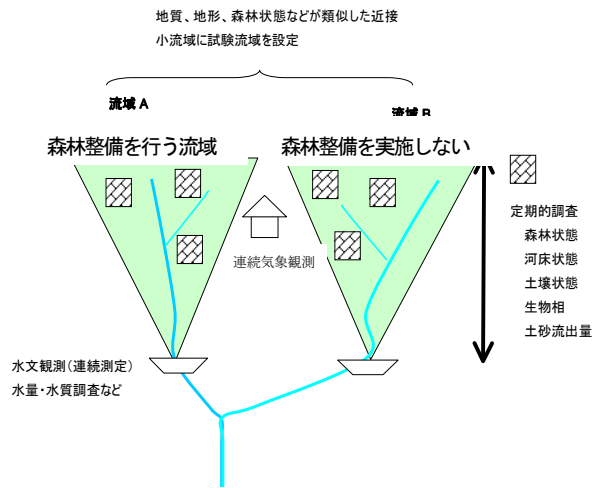 地質、地形、森林状態などが類似した近接
小流域に試験流域を設定
流域 A
流域 B
森林整備を行う流域
森林整備を実施しない
連続気象観測
定期的調査
森林状態
河床状態
土壌状態
生物相
土砂流出量
水文観測（連続測定）
水量・水質調査など